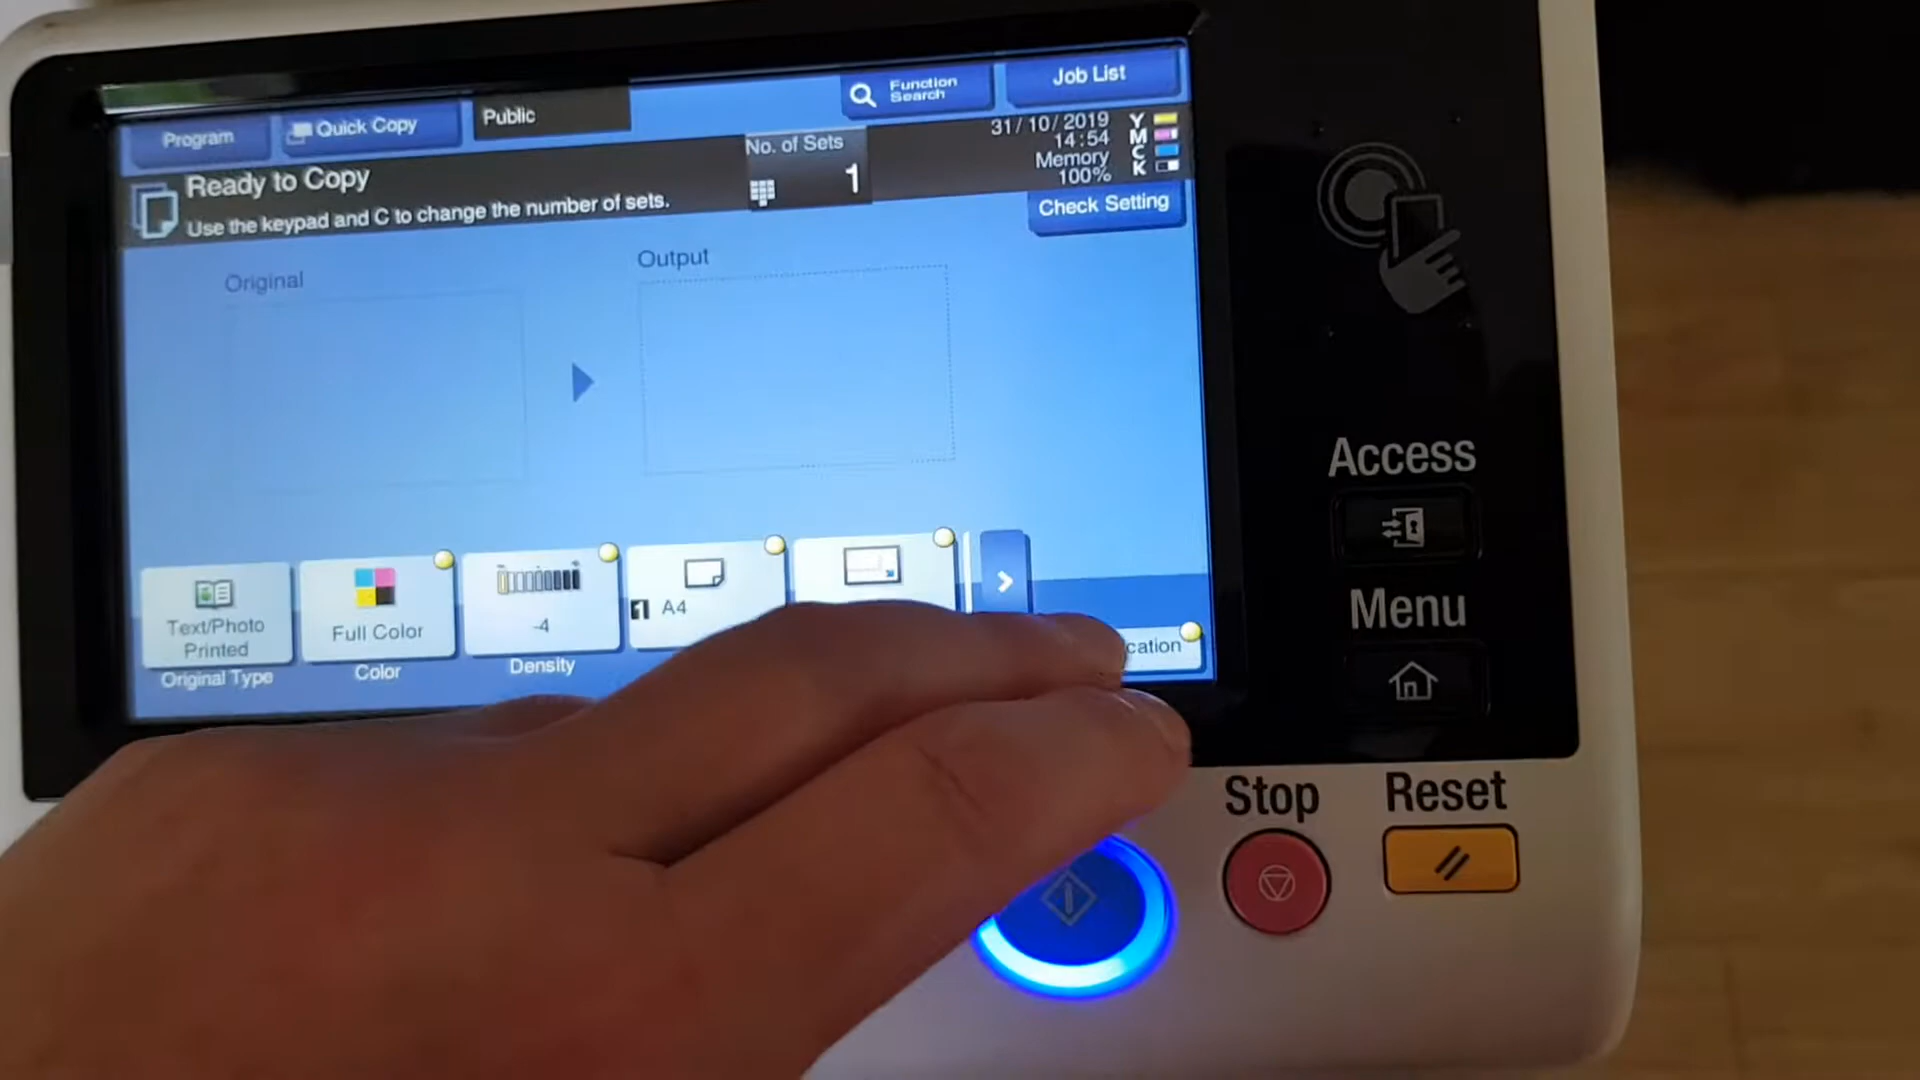 Program
Quick Copy
Public
Function
Search
Job List
Ready to Copy
Use the keypad and C to change the number of sets.
No. of Sets
1
31/10/2019
14:54
Memory
100%
Y
M
C
K
Check Setting
Original
Output
Text/Photo
Printed
Original Type
Full Color
Color
-4
Density
1 A4
cation
Access
Menu
Stop
Reset